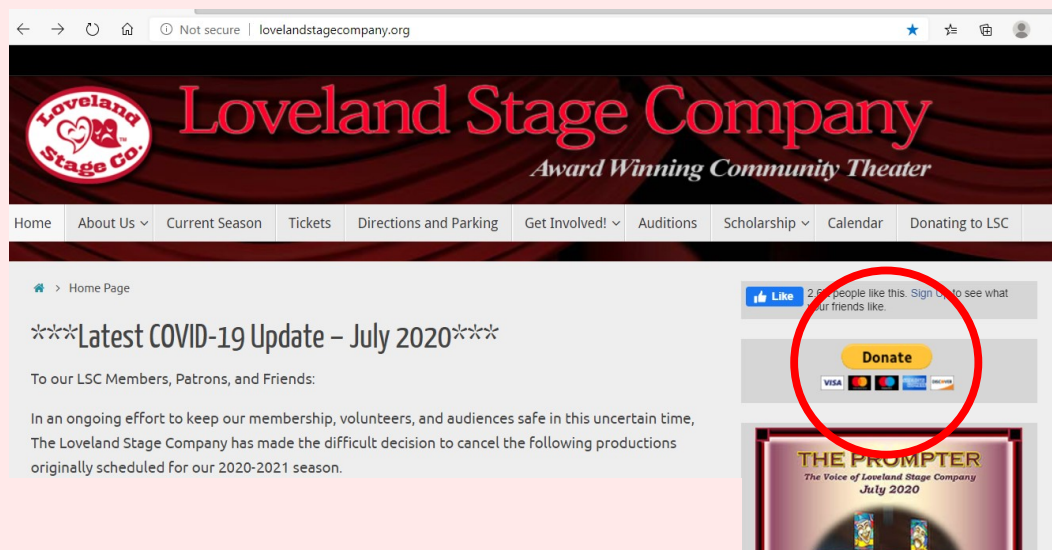 Not secure | lovelandstagecompany.org
Loveland
Stage Co.
Loveland Stage Company
Award Winning Community Theater
Home About Us Current Season Tickets Directions and Parking Get Involved! Auditions Scholarship Calendar Donating to LSC
> Home Page
***Latest COVID-19 Update – July 2020***
To our LSC Members, Patrons, and Friends:
In an ongoing effort to keep our membership, volunteers, and audiences safe in this uncertain time,
The Loveland Stage Company has made the difficult decision to cancel the following productions
originally scheduled for our 2020-2021 season.
Like people like this. Sign Up to see what
your friends like.
Donate
VISA DISCOVER
THE PROMPTER
The Voice of Loveland Stage Company
July 2020